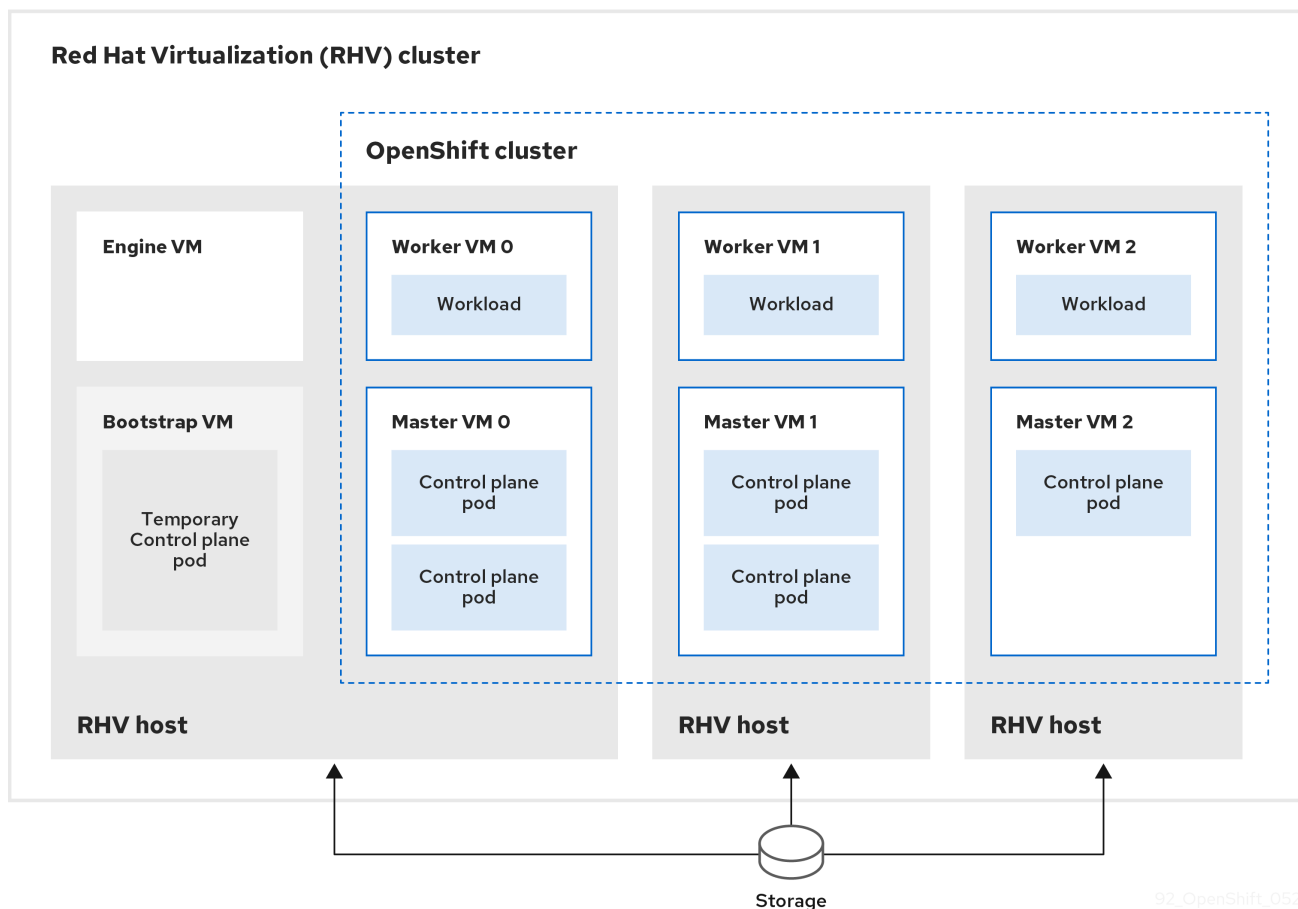 Red Hat Virtualization (RHV) cluster
OpenShift cluster
Engine VM
Bootstrap VM
Temporary
Control plane
pod
Worker VM 0
Workload
Master VM 0
Control plane
pod
Control plane
pod
RHV host
Worker VM 1
Workload
Master VM 1
Control plane
pod
Control plane
pod
RHV host
Worker VM 2
Workload
Master VM 2
Control plane
pod
RHV host
Storage
92_OpenShift_052